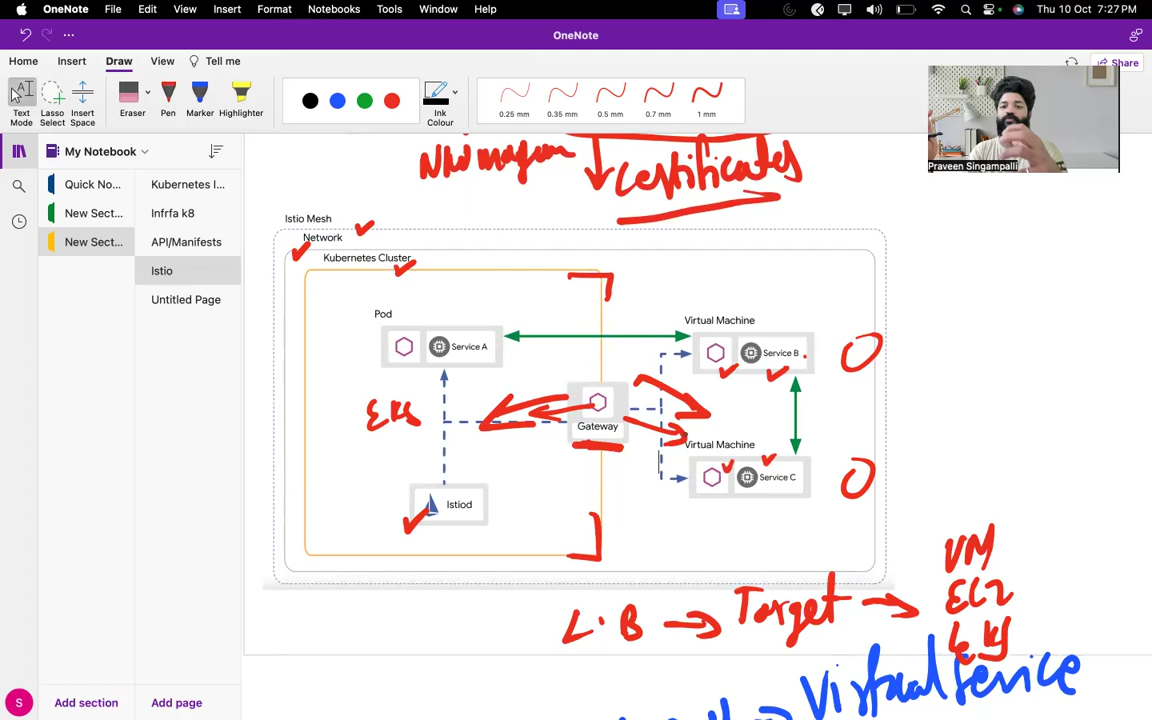 OneNote File Edit View Insert Format Notebooks Tools Window Help Thu 10 Oct 7:27 PM
OneNote
Home Insert Draw View Tell me Share
Text Mode Lasso Select Insert Space Eraser Pen Marker Highlighter Ink Colour 0.25 mm 0.35 mm 0.5 mm 0.7 mm 1 mm
My Notebook
Quick No...
New Sect...
New Sect...
Kubernetes I...
Infrfa k8
API/Manifests
Istio
Untitled Page
Praveen Singampalli
Certificates
Istio Mesh
Network
Kubernetes Cluster
Pod
Service A
Virtual Machine
Service B
EKS
Gateway
Virtual Machine
Service C
Istiod
L.B → Target →
VM
EC2
EKS
Virtual Service
S
Add section Add page